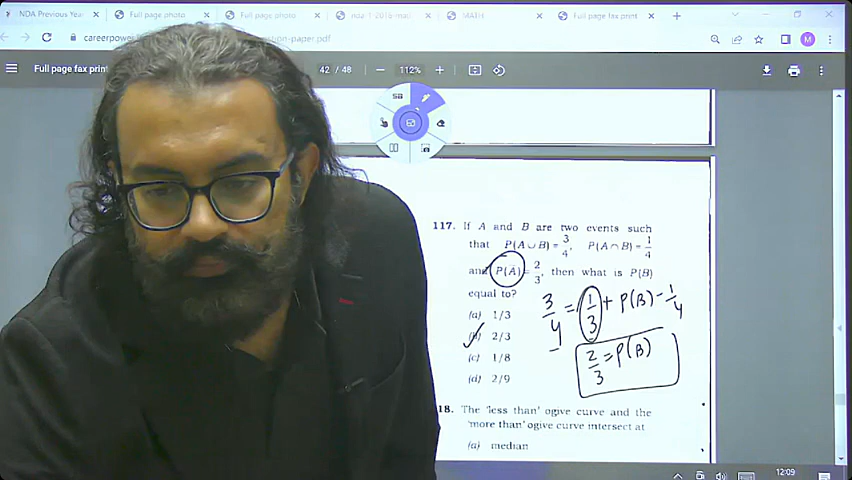 NDA Previous Year
Full page photo
Full page photo
nda-1-2016-mat
MATH
Full page fax print
careerpower
estion-paper.pdf
M
Full page fax print
42 / 48
112%
117. If A and B are two events such
that P(A ∪ B) = 3/4, P(A ∩ B) = 1/4
and P(Ā) = 2/3, then what is P(B)
equal to?
(a) 1/3
(b) 2/3
(c) 1/8
(d) 2/9
3/4 = 1/3 + P(B) - 1/4
2/3 = P(B)
18. The 'less than' ogive curve and the
'more than' ogive curve intersect at
(a) median
12:09